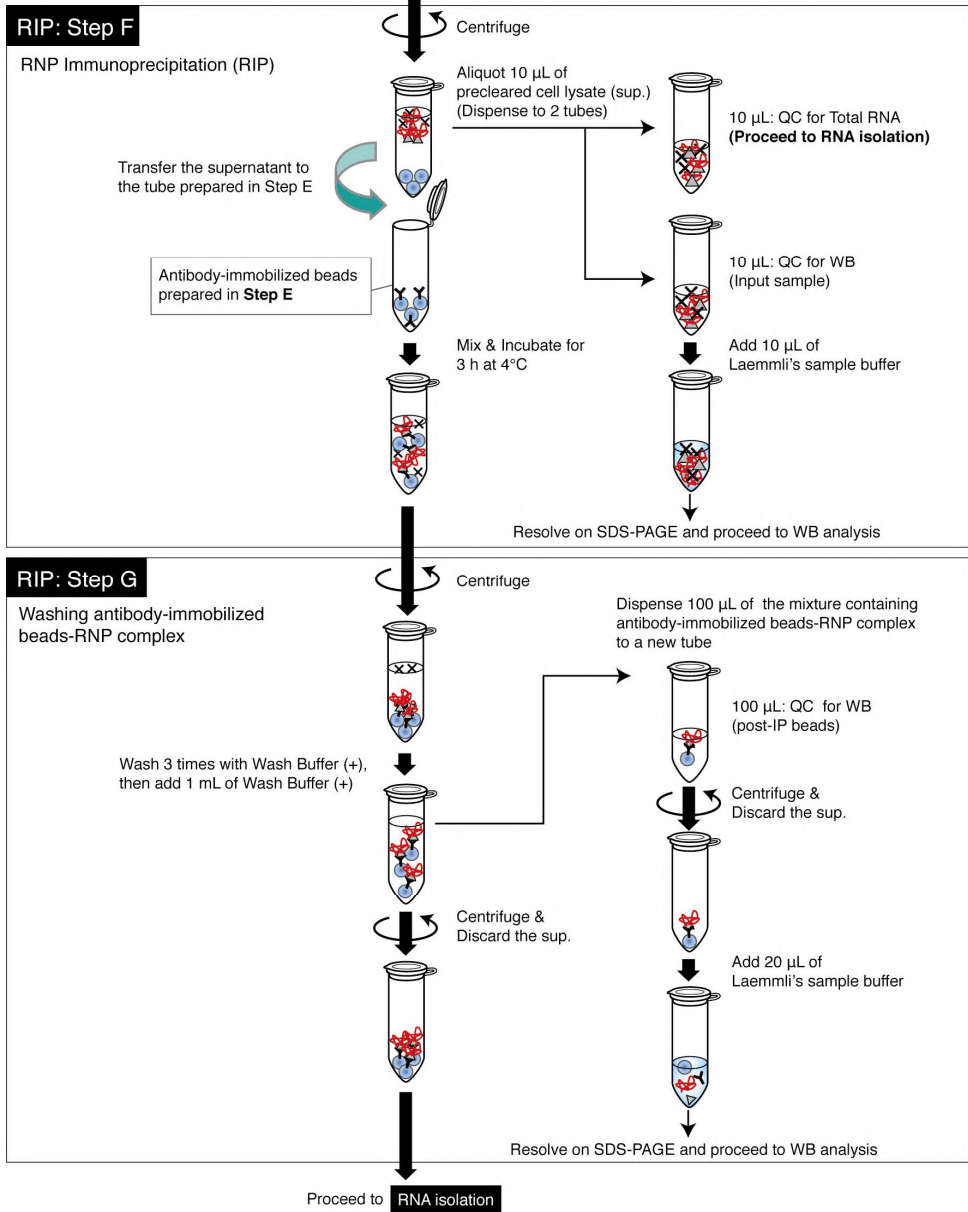 RIP: Step F
RNP Immunoprecipitation (RIP)
Centrifuge
Aliquot 10 µL of
precleared cell lysate (sup.)
(Dispense to 2 tubes)
10 µL: QC for Total RNA
(Proceed to RNA isolation)
Transfer the supernatant to
the tube prepared in Step E
Antibody-immobilized beads
prepared in Step E
10 µL: QC for WB
(Input sample)
Mix & Incubate for
3 h at 4°C
Add 10 µL of
Laemmli's sample buffer
Resolve on SDS-PAGE and proceed to WB analysis
RIP: Step G
Washing antibody-immobilized
beads-RNP complex
Centrifuge
Dispense 100 µL of the mixture containing
antibody-immobilized beads-RNP complex
to a new tube
100 µL: QC for WB
(post-IP beads)
Wash 3 times with Wash Buffer (+),
then add 1 mL of Wash Buffer (+)
Centrifuge &
Discard the sup.
Centrifuge &
Discard the sup.
Add 20 µL of
Laemmli's sample buffer
Resolve on SDS-PAGE and proceed to WB analysis
Proceed to RNA isolation